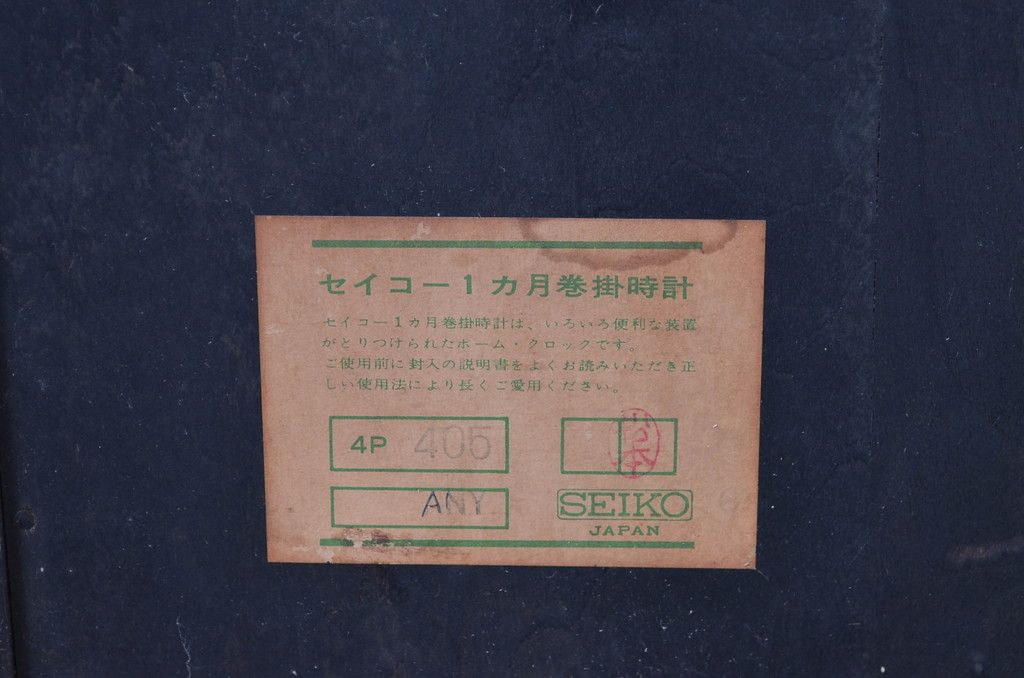 セイコー1カ月巻掛時計
セイコー1カ月巻掛時計は、いろいろ便利な装置
がとりつけられたホーム・クロックです。
ご使用前に封入の説明書をよくお読みいただき正
しい使用法により長くご愛用ください。
4P 405
ANY
SEIKO
JAPAN